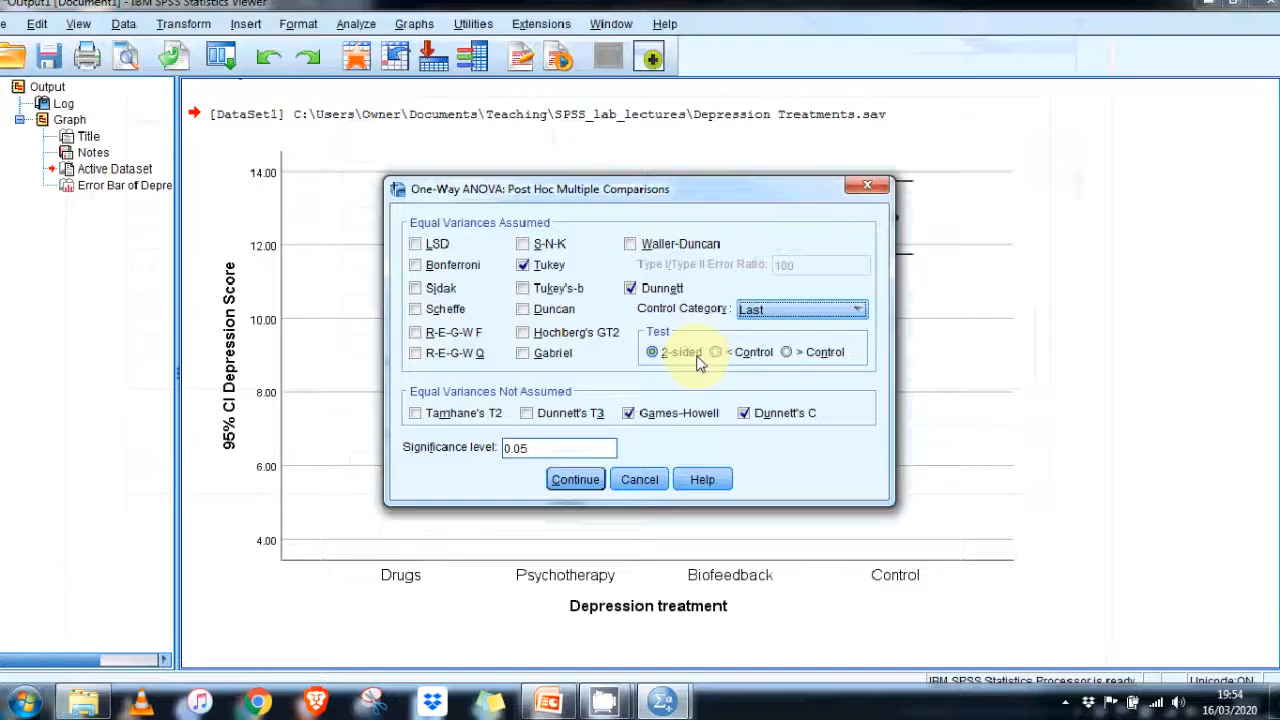 *Output1 [Document1] - IBM SPSS Statistics Viewer
Edit View Data Transform Insert Format Analyze Graphs Utilities Extensions Window Help
Output
Log
Graph
Title
Notes
Active Dataset
Error Bar of Depre
[DataSet1] C:\Users\Owner\Documents\Teaching\SPSS_lab_lectures\Depression Treatments.sav
14.00
12.00
10.00
8.00
6.00
4.00
95% CI Depression Score
Drugs Psychotherapy Biofeedback Control
Depression treatment
One-Way ANOVA: Post Hoc Multiple Comparisons
Equal Variances Assumed
LSD S-N-K Waller-Duncan
Bonferroni Tukey Type I/Type II Error Ratio: 100
Sidak Tukey's-b Dunnett
Scheffe Duncan Control Category: Last
R-E-G-W F Hochberg's GT2 Test
R-E-G-W Q Gabriel 2-sided < Control > Control
Equal Variances Not Assumed
Tamhane's T2 Dunnett's T3 Games-Howell Dunnett's C
Significance level: 0.05
Continue Cancel Help
IBM SPSS Statistics Processor is ready Unicode:ON
19:54
16/03/2020